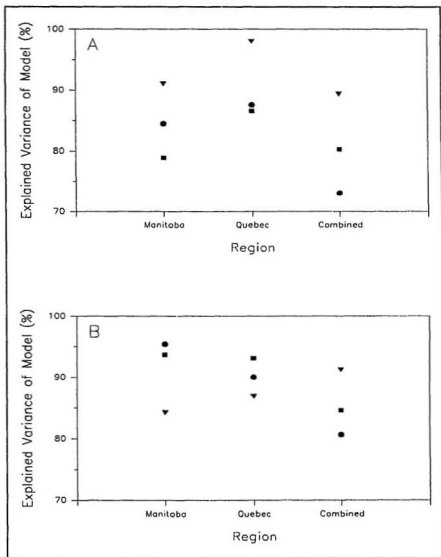 A
Explained Variance of Model (%)
100
90
80
70
Manitoba
Quebec
Combined
Region
B
Explained Variance of Model (%)
100
90
80
70
Manitoba
Quebec
Combined
Region